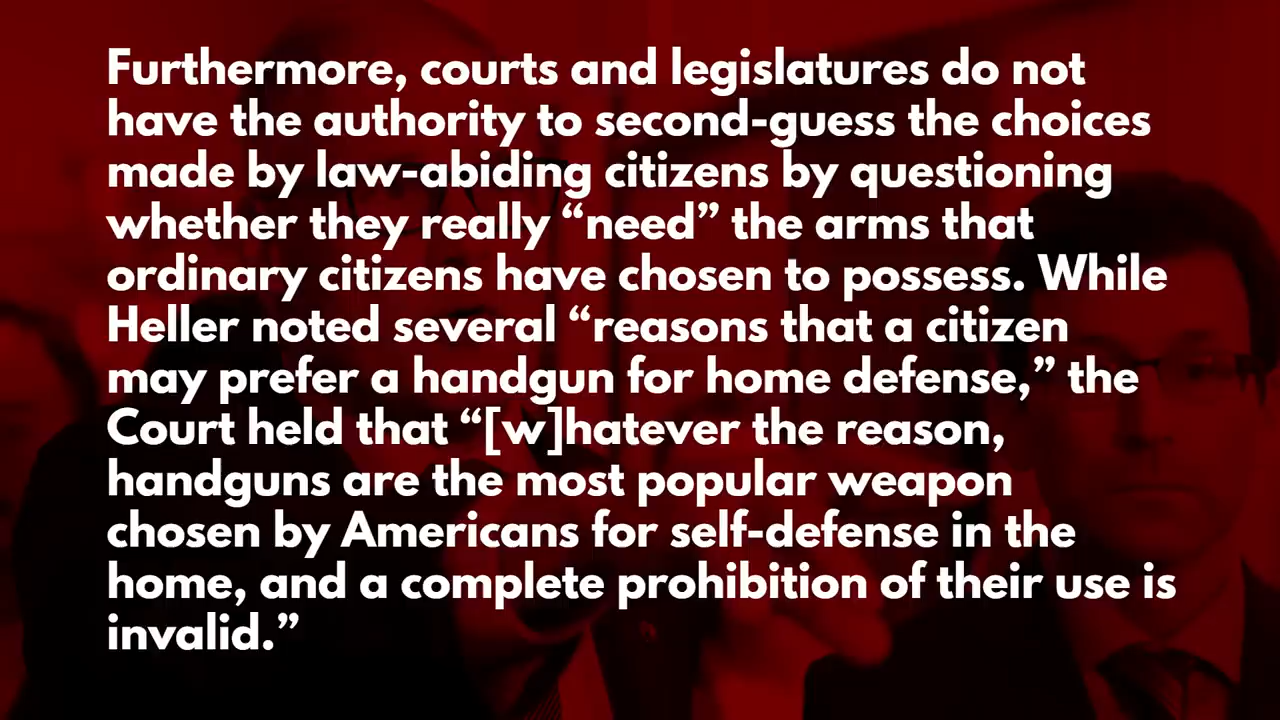 Furthermore, courts and legislatures do not
have the authority to second-guess the choices
made by law-abiding citizens by questioning
whether they really “need” the arms that
ordinary citizens have chosen to possess. While
Heller noted several “reasons that a citizen
may prefer a handgun for home defense,” the
Court held that “[w]hatever the reason,
handguns are the most popular weapon
chosen by Americans for self-defense in the
home, and a complete prohibition of their use is
invalid.”